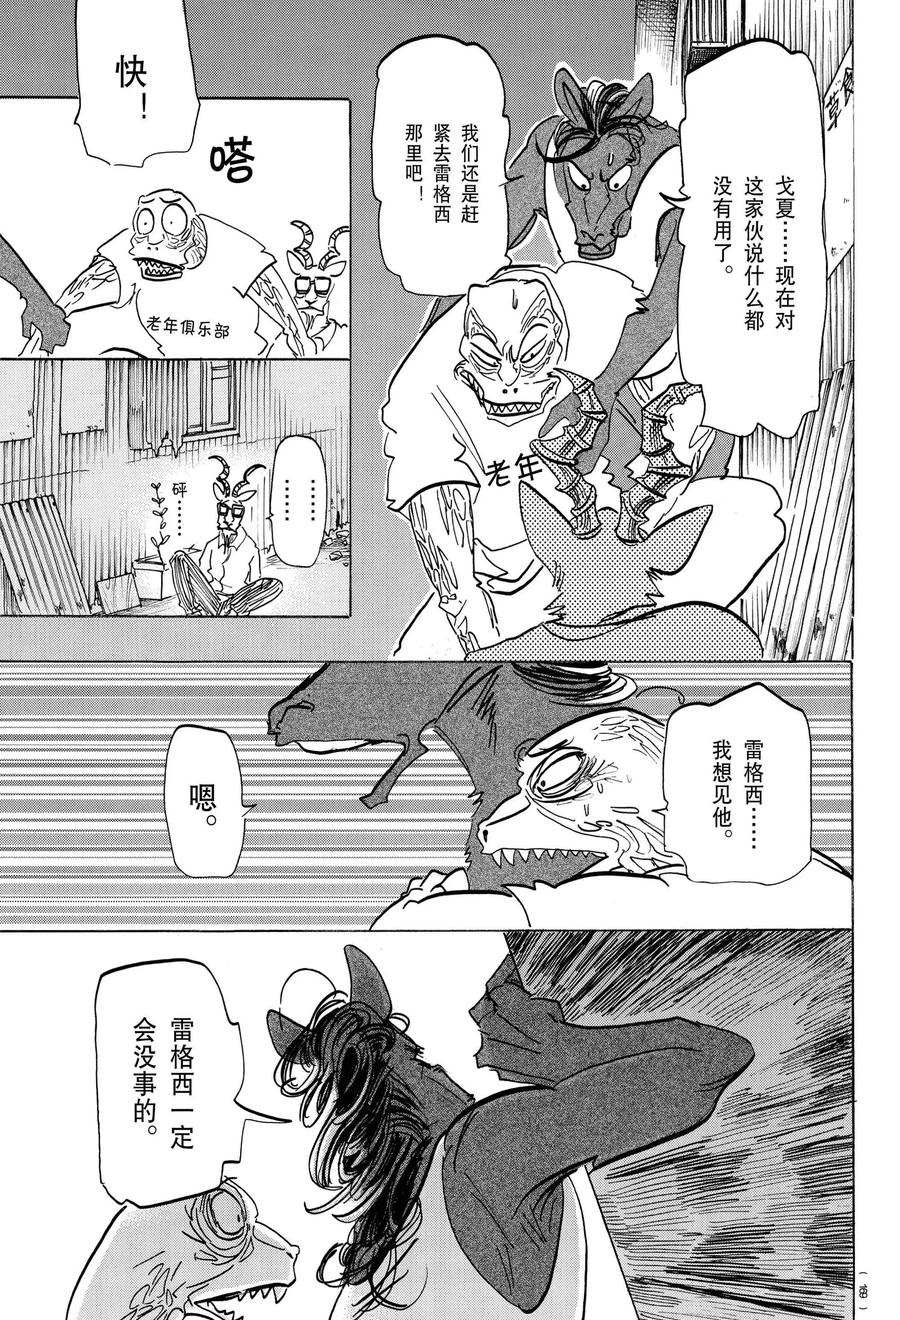 戈夏……现在对
这家伙说什么都
没有用了。
我们还是赶
紧去雷格西
那里吧！
老年
快！
嗒
老年俱乐部
…………
砰……
雷格西……
我想见他。
嗯。
雷格西一定
会没事的。